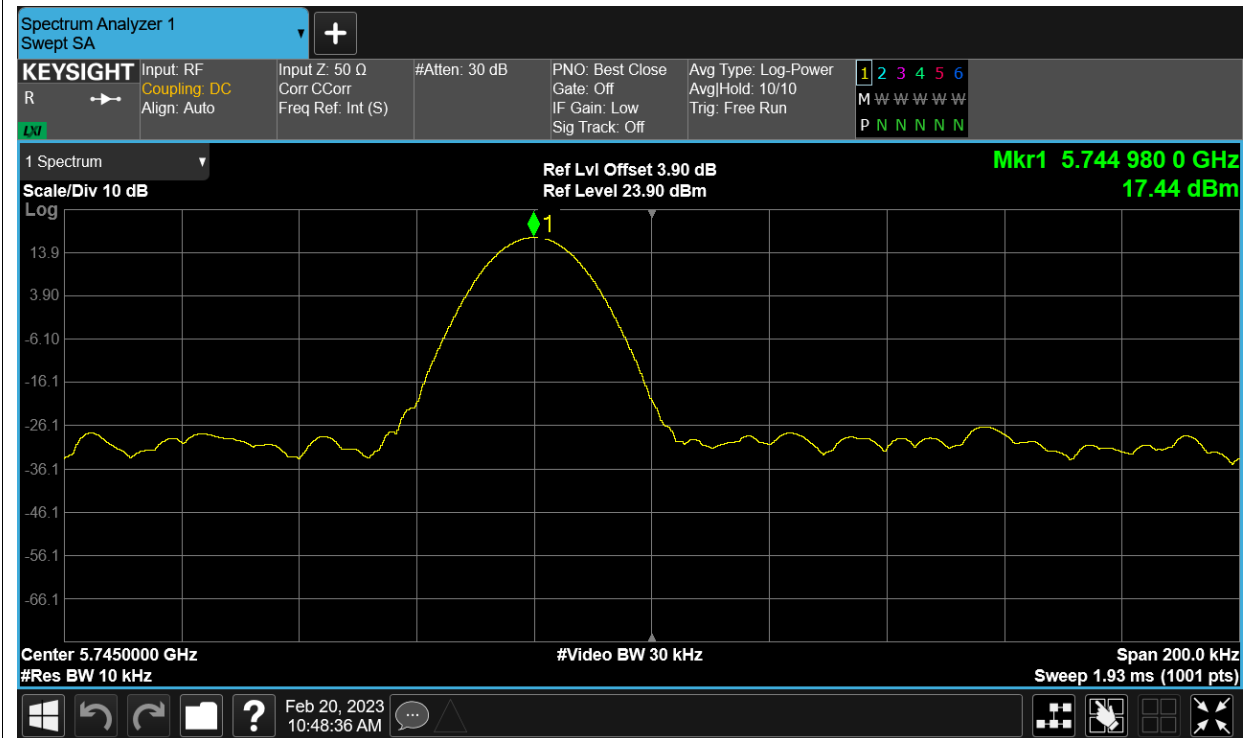 Spectrum Analyzer 1
Swept SA
KEYSIGHT
R
LXI
Input: RF
Coupling: DC
Align: Auto
Input Z: 50 Ω
Corr CCorr
Freq Ref: Int (S)
#Atten: 30 dB
PNO: Best Close
Gate: Off
IF Gain: Low
Sig Track: Off
Avg Type: Log-Power
Avg|Hold: 10/10
Trig: Free Run
1 2 3 4 5 6
M W W W W W
P N N N N N
1 Spectrum
Scale/Div 10 dB
Log
Ref Lvl Offset 3.90 dB
Ref Level 23.90 dBm
Mkr1 5.744 980 0 GHz
17.44 dBm
1
13.9
3.90
-6.10
-16.1
-26.1
-36.1
-46.1
-56.1
-66.1
Center 5.7450000 GHz
#Res BW 10 kHz
#Video BW 30 kHz
Span 200.0 kHz
Sweep 1.93 ms (1001 pts)
?
Feb 20, 2023
10:48:36 AM